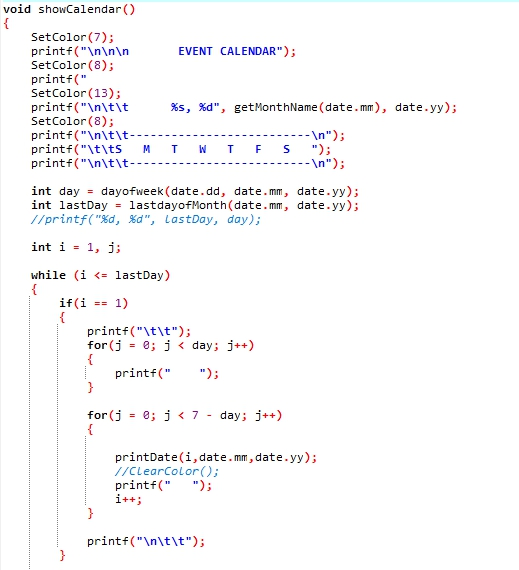 void showCalendar()
{
    SetColor(7);
    printf("\n\n\n       EVENT CALENDAR");
    SetColor(8);
    printf("
    SetColor(13);
    printf("\n\t\t      %s, %d", getMonthName(date.mm), date.yy);
    SetColor(8);
    printf("\n\t\t--------------------------\n");
    printf("\t\tS   M   T   W   T   F   S   ");
    printf("\n\t\t--------------------------\n");

    int day = dayofweek(date.dd, date.mm, date.yy);
    int lastDay = lastdayofMonth(date.mm, date.yy);
    //printf("%d, %d", lastDay, day);

    int i = 1, j;

    while (i <= lastDay)
    {
        if(i == 1)
        {
            printf("\t\t");
            for(j = 0; j < day; j++)
            {
                printf("    ");
            }

            for(j = 0; j < 7 - day; j++)
            {

                printDate(i,date.mm,date.yy);
                //ClearColor();
                printf("   ");
                i++;
            }

            printf("\n\t\t");
        }